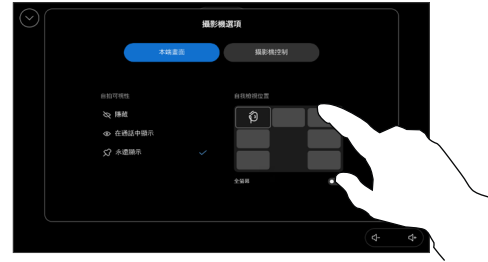 攝影機選項
本端畫面
攝影機控制
自拍可視性
自拍檢視位置
隱藏
在通話中顯示
永遠顯示
全螢幕